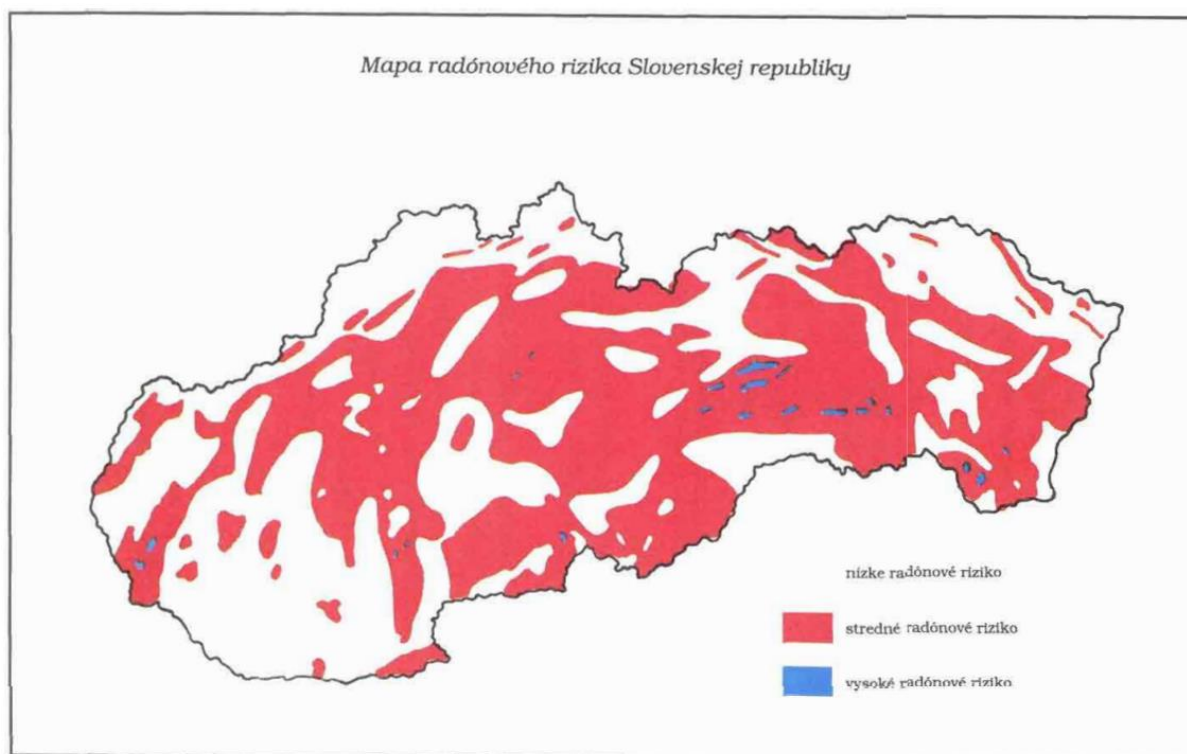 Mapa radónového rizika Slovenskej republiky
nízke radónové riziko
stredné radónové riziko
vysoké radónové riziko